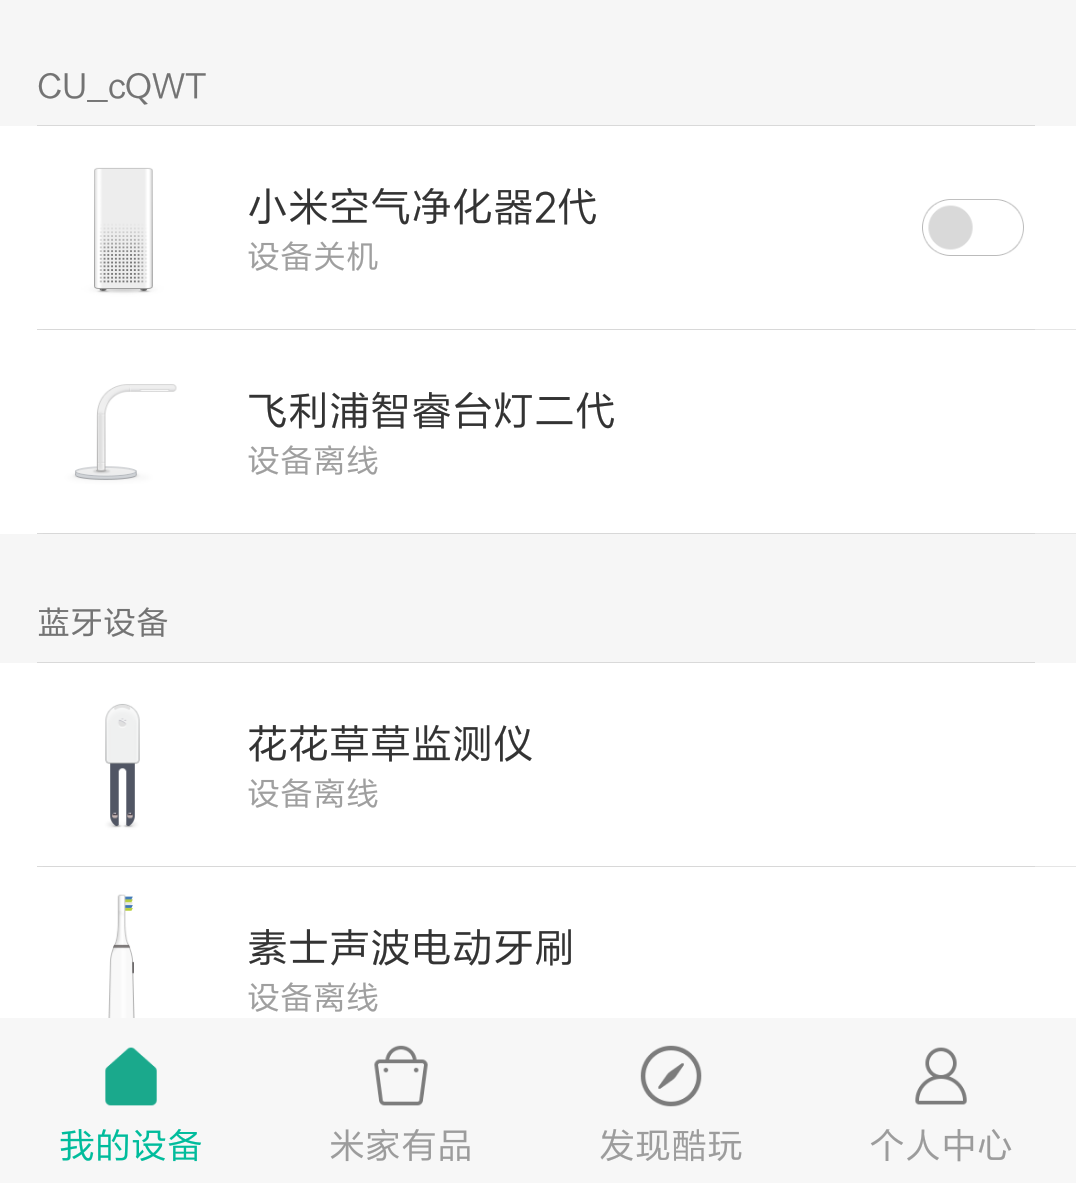 CU_cQWT
小米空气净化器2代
设备关机
飞利浦智睿台灯二代
设备离线
蓝牙设备
花花草草监测仪
设备离线
素士声波电动牙刷
设备离线
我的设备
米家有品
发现酷玩
个人中心